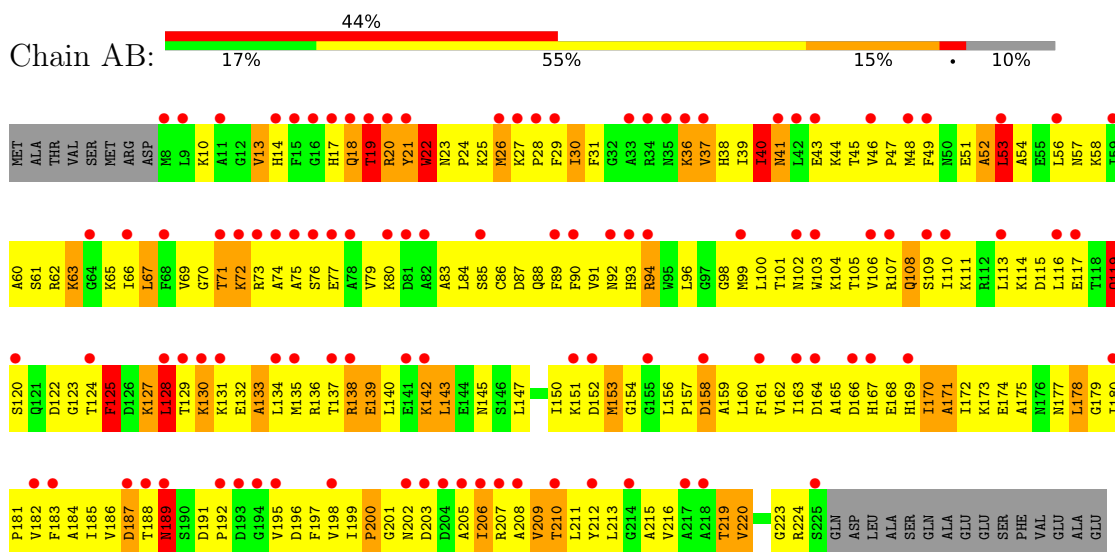 44%
Chain AB:
17% 55% 15% • 10%
MET ALA THR VAL SER MET ARG ASP M8 L9 K10 A11 G12 V13 H14 F15 G16 H17 Q18 T19 R20 Y21 W22 N23 P24 K25 M26 K27 P28 F29 I30 F31 G32 A33 R34 N35 K36 V37 H38 I39 I40 N41 L42 E43 K44 T45 V46 P47 M48 F49 N50 E51 A52 L53 A54 E55 L56 N57 K58 I59
A60 S61 R62 K63 G64 K65 I66 L67 F68 V69 G70 T71 K72 R73 A74 A75 S76 E77 A78 V79 K80 D81 A82 A83 L84 S85 C86 D87 Q88 F89 F90 V91 N92 H93 R94 W95 L96 G97 G98 M99 L100 T101 N102 W103 K104 T105 V106 R107 Q108 S109 I110 K111 R112 L113 K114 D115 L116 E117 T118 Q119
S120 Q121 D122 G123 T124 F125 D126 K127 L128 T129 K130 K131 E132 A133 L134 M135 R136 T137 R138 E139 L140 E141 K142 L143 E144 N145 S146 L147 I150 K151 D152 M153 G154 G155 L156 P157 D158 A159 L160 F161 V162 I163 D164 A165 D166 H167 E168 H169 I170 A171 I172 K173 E174 A175 N176 N177 L178 G179 I180
P181 V182 F183 A184 I185 V186 D187 T188 N189 S190 D191 P192 D193 G194 V195 D196 F197 V198 I199 P200 G201 N202 D203 D204 A205 I206 R207 A208 V209 T210 L211 Y212 L213 G214 A215 V216 A217 A218 T219 V220 G223 R224 S225 GLN ASP LEU ALA SER GLN ALA GLU GLU SER PHE VAL GLU ALA GLU